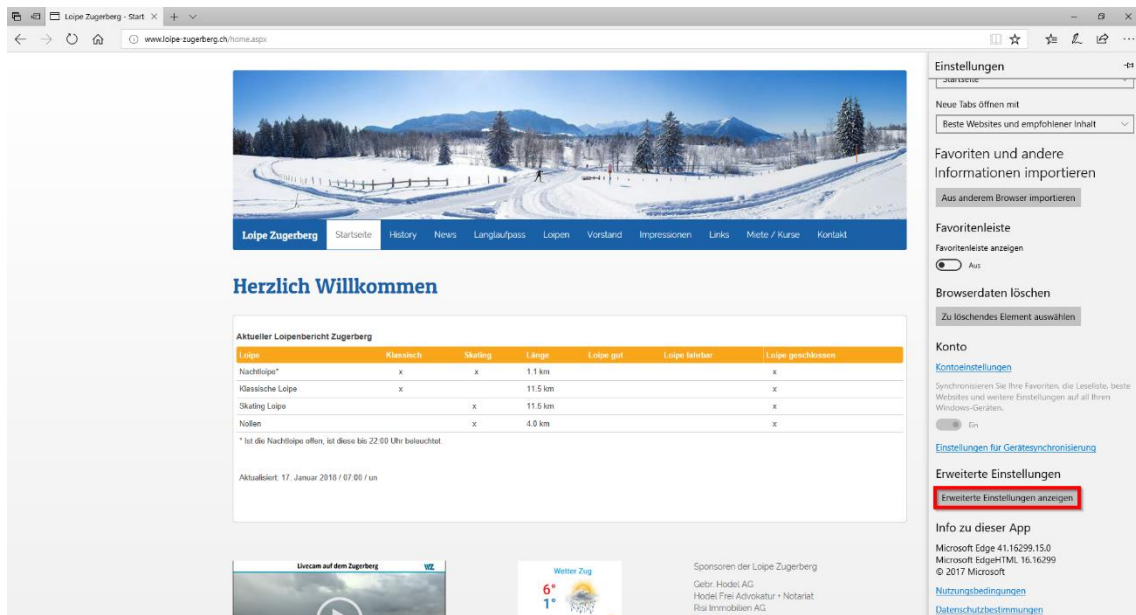 Loipe Zugerberg - Start
www.loipe-zugerberg.ch/home.aspx
Loipe Zugerberg Startseite History News Langlaufpass Loipen Vorstand Impressionen Links Miete / Kurse Kontakt
Herzlich Willkommen
Aktueller Loipenbericht Zugerberg
Loipe Klassisch Skating Länge Loipe gut Loipe fahrbar Loipe geschlossen
Nachtloipe* x x 1.1 km x
Klassische Loipe x 11.5 km x
Skating Loipe x 11.5 km x
Nollen x 4.0 km x
* Ist die Nachtloipe offen, ist diese bis 22:00 Uhr beleuchtet.
Aktualisiert: 17. Januar 2018 / 07:00 / un
Livecam auf dem Zugerberg WZ
Wetter Zug
6°
1°
Sponsoren der Loipe Zugerberg
Gebr. Hodel AG
Hodel Frei Advokatur + Notariat
Risi Immobilien AG
Einstellungen
Startseite
Neue Tabs öffnen mit
Beste Websites und empfohlener Inhalt
Favoriten und andere
Informationen importieren
Aus anderem Browser importieren
Favoritenleiste
Favoritenleiste anzeigen
Aus
Browserdaten löschen
Zu löschendes Element auswählen
Konto
Kontoeinstellungen
Synchronisieren Sie Ihre Favoriten, die Leseliste, beste
Websites und weitere Einstellungen auf all Ihren
Windows-Geräten.
Ein
Einstellungen für Gerätesynchronisierung
Erweiterte Einstellungen
Erweiterte Einstellungen anzeigen
Info zu dieser App
Microsoft Edge 41.16299.15.0
Microsoft EdgeHTML 16.16299
© 2017 Microsoft
Nutzungsbedingungen
Datenschutzbestimmungen